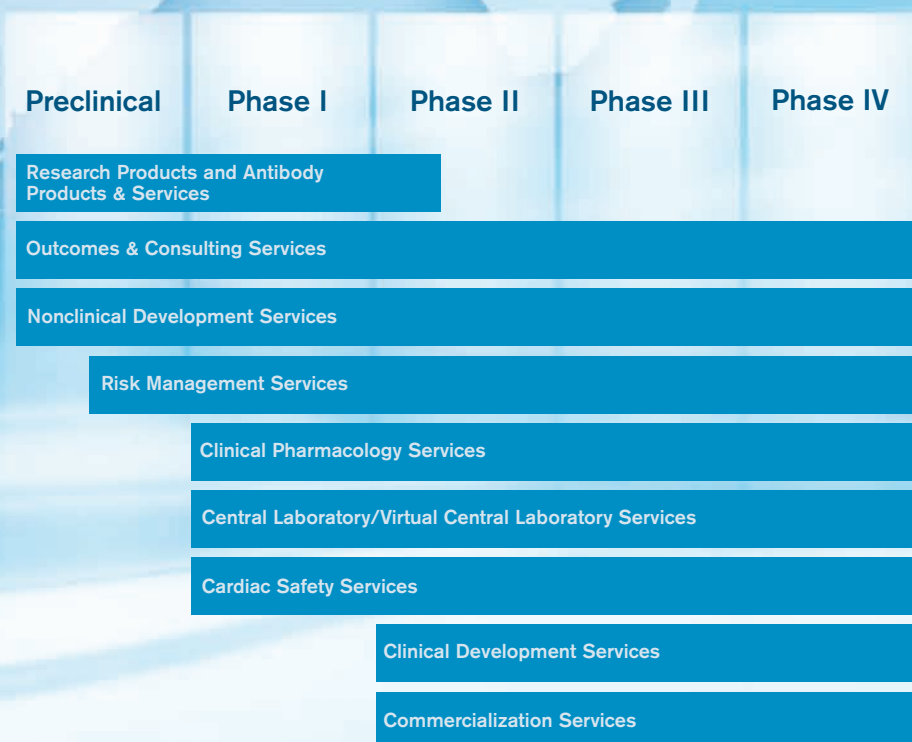 Preclinical Phase I Phase II Phase III Phase IV
Research Products and Antibody
Products & Services
Outcomes & Consulting Services
Nonclinical Development Services
Risk Management Services
Clinical Pharmacology Services
Central Laboratory/Virtual Central Laboratory Services
Cardiac Safety Services
Clinical Development Services
Commercialization Services